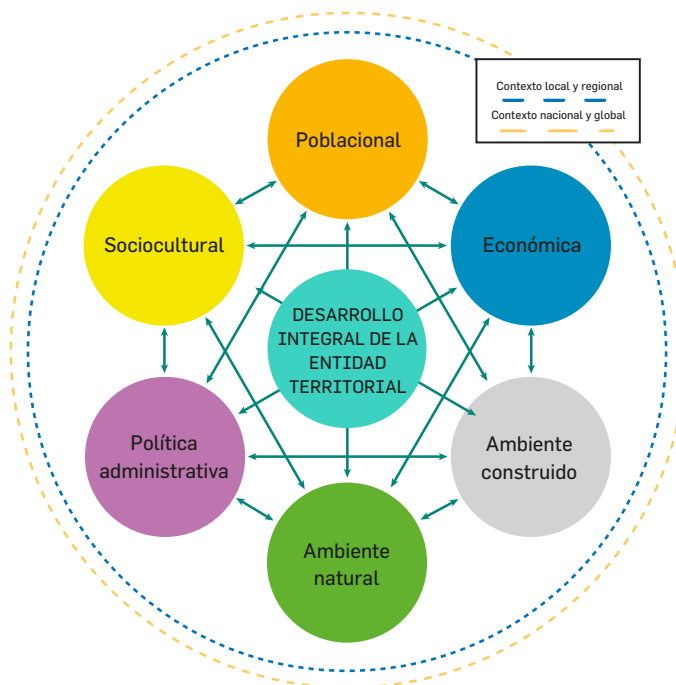 Contexto local y regional
Contexto nacional y global
Poblacional
Sociocultural
Económica
DESARROLLO
INTEGRAL DE LA
ENTIDAD
TERRITORIAL
Política
administrativa
Ambiente
construido
Ambiente
natural